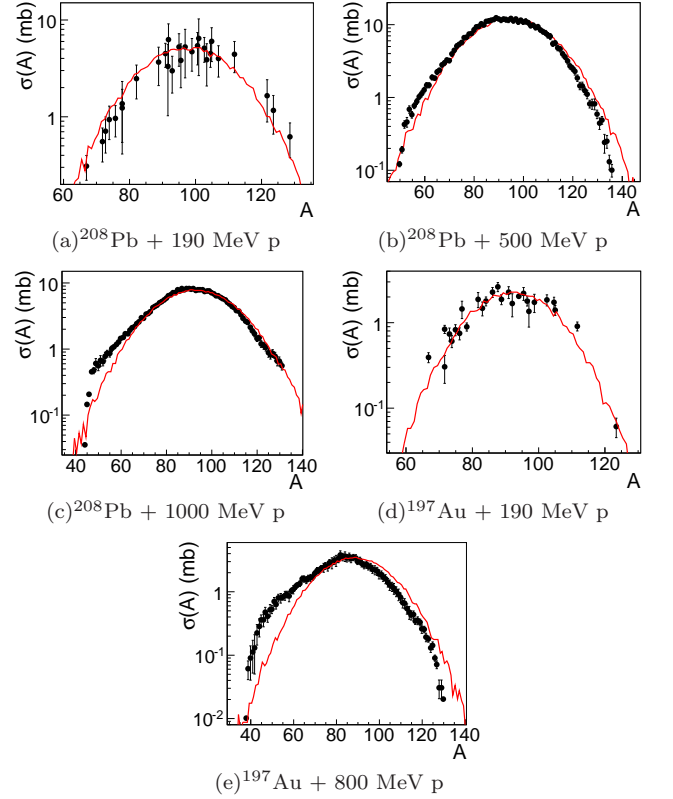 σ(A) (mb)
10
1
60
80
100
120
A
(a)²⁰⁸Pb + 190 MeV p
σ(A) (mb)
10
1
10⁻¹
60
80
100
120
140
A
(b)²⁰⁸Pb + 500 MeV p
σ(A) (mb)
10
1
10⁻¹
40
60
80
100
120
140
A
(c)²⁰⁸Pb + 1000 MeV p
σ(A) (mb)
1
10⁻¹
60
80
100
120
A
(d)¹⁹⁷Au + 190 MeV p
σ(A) (mb)
1
10⁻¹
10⁻²
40
60
80
100
120
140
A
(e)¹⁹⁷Au + 800 MeV p